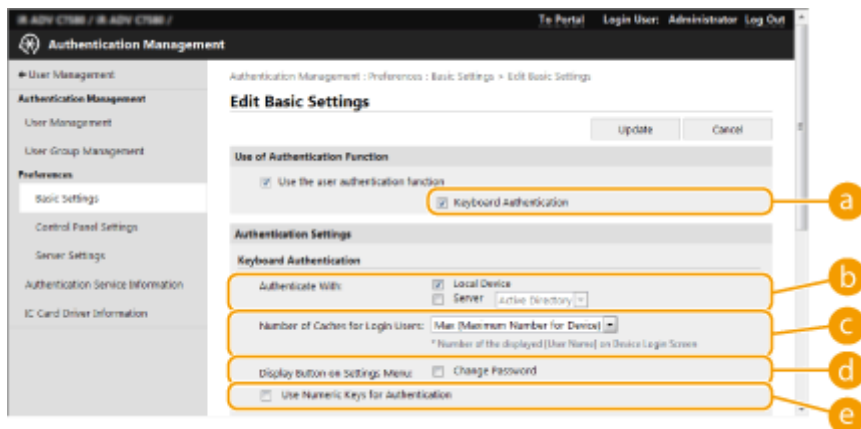 To Portal Login User: Administrator Log Out
Authentication Management
User Management
Authentication Management
User Management
User Group Management
Preferences
Basic Settings
Control Panel Settings
Server Settings
Authentication Service Information
IC Card Driver Information
Authentication Management : Preferences : Basic Settings > Edit Basic Settings
Edit Basic Settings
Update Cancel
Use of Authentication Function
Use the user authentication function
Keyboard Authentication
a
Authentication Settings
Keyboard Authentication
Authenticate With: Local Device
Server Active Directory
b
Number of Caches for Login Users: Max (Maximum Number for Device)
* Number of the displayed [User Name] on Device Login Screen
c
Display Button on Settings Menu: Change Password
d
Use Numeric Keys for Authentication
e